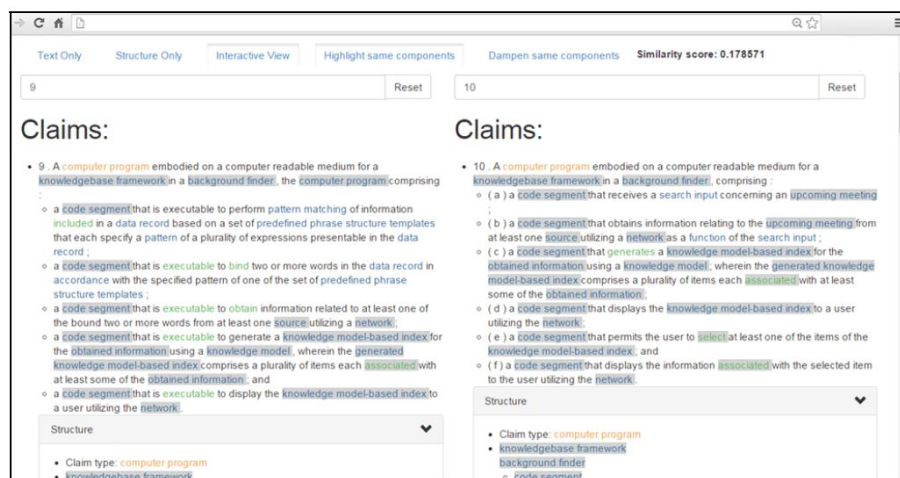 Text Only Structure Only Interactive View Highlight same components Dampen same components Similarity score: 0.178571
9 Reset
Claims:
• 9 . A computer program embodied on a computer readable medium for a
knowledgebase framework in a background finder , the computer program comprising
:
a code segment that is executable to perform pattern matching of information
included in a data record based on a set of predefined phrase structure templates
that each specify a pattern of a plurality of expressions presentable in the data
record ;
a code segment that is executable to bind two or more words in the data record in
accordance with the specified pattern of one of the set of predefined phrase
structure templates ;
a code segment that is executable to obtain information related to at least one of
the bound two or more words from at least one source utilizing a network ;
a code segment that is executable to generate a knowledge model-based index for
the obtained information using a knowledge model , wherein the generated
knowledge model-based index comprises a plurality of items each associated with
at least some of the obtained information ; and
a code segment that is executable to display the knowledge model-based index to
a user utilizing the network .
Structure
• Claim type: computer program
• knowledgebase framework
10 Reset
Claims:
• 10 . A computer program embodied on a computer readable medium for a
knowledgebase framework in a background finder , comprising :
( a ) a code segment that receives a search input concerning an upcoming meeting
;
( b ) a code segment that obtains information relating to the upcoming meeting from
at least one source utilizing a network as a function of the search input ;
( c ) a code segment that generates a knowledge model-based index for the
obtained information using a knowledge model , wherein the generated knowledge
model-based index comprises a plurality of items each associated with at least
some of the obtained information ;
( d ) a code segment that displays the knowledge model-based index to a user
utilizing the network ;
( e ) a code segment that permits the user to select at least one of the items of the
knowledge model-based index ; and
( f ) a code segment that displays the information associated with the selected item
to the user utilizing the network .
Structure
• Claim type: computer program
• knowledgebase framework
background finder
code segment